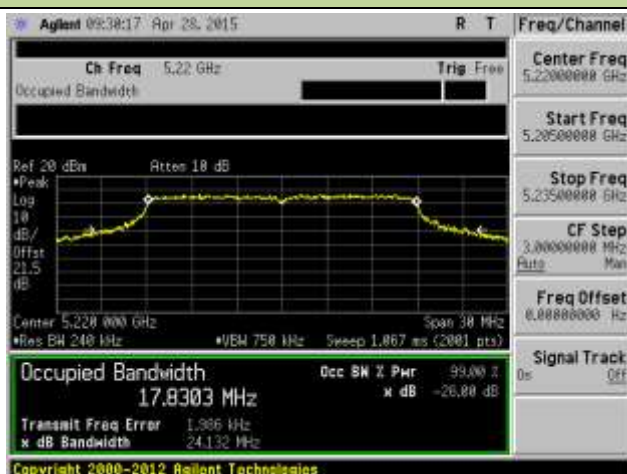 Agilent 09:38:17 Apr 28, 2015 R T
Freq/Channel
Ch Freq 5.22 GHz Trig Free
Occupied Bandwidth
Center Freq
5.22000000 GHz
Start Freq
5.20500000 GHz
Stop Freq
5.23500000 GHz
CF Step
3.00000000 MHz
Auto Man
Freq Offset
0.00000000 Hz
Signal Track
On Off
Ref 20 dBm Atten 10 dB
•Peak
Log
10
dB/
Offst
21.5
dB
Center 5.220 000 GHz Span 30 MHz
•Res BW 240 kHz •VBW 750 kHz Sweep 1.067 ms (2001 pts)
Occupied Bandwidth Occ BW % Pwr 99.00 %
17.8303 MHz x dB -26.00 dB
Transmit Freq Error 1.986 kHz
x dB Bandwidth 24.132 MHz
Copyright 2000-2012 Agilent Technologies